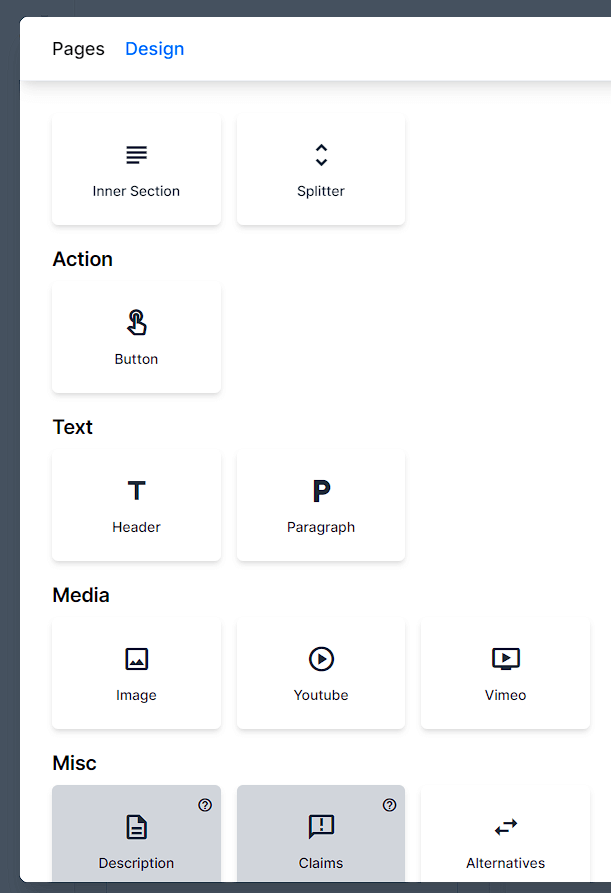 Pages Design
Inner Section Splitter
Action
Button
Text
Header Paragraph
Media
Image Youtube Vimeo
Misc
Description Claims Alternatives